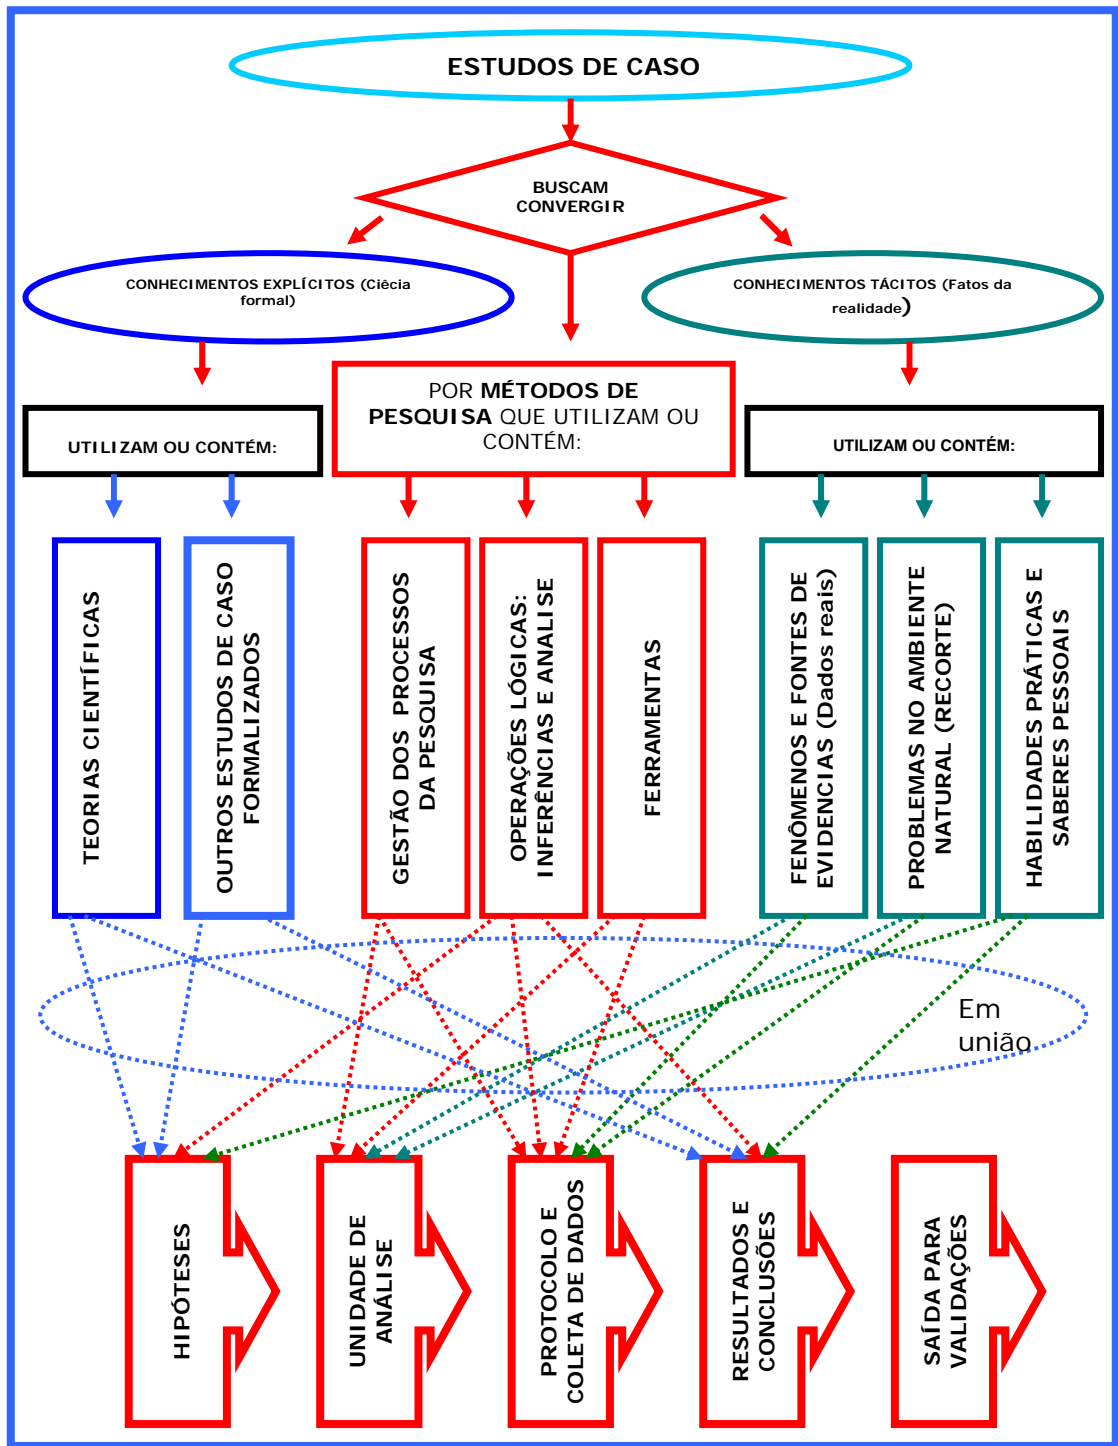 ESTUDOS DE CASO
BUSCAM
CONVERGIR
CONHECIMENTOS EXPLÍCITOS (Ciêcia
formal)
CONHECIMENTOS TÁCITOS (Fatos da
realidade)
POR MÉTODOS DE
PESQUISA QUE UTILIZAM OU
CONTÉM:
UTILIZAM OU CONTÉM:
UTILIZAM OU CONTÉM:
TEORIAS CIENTÍFICAS
OUTROS ESTUDOS DE CASO
FORMALIZADOS
GESTÃO DOS PROCESSOS
DA PESQUISA
OPERAÇÕES LÓGICAS:
INFERÊNCIAS E ANALISE
FERRAMENTAS
FENÔMENOS E FONTES DE
EVIDENCIAS (Dados reais)
PROBLEMAS NO AMBIENTE
NATURAL (RECORTE)
HABILIDADES PRÁTICAS E
SABERES PESSOAIS
Em
união
HIPÓTESES
UNIDADE DE
ANÁLISE
PROTOCOLO E
COLETA DE DADOS
RESULTADOS E
CONCLUSÕES
SAÍDA PARA
VALIDAÇÕES